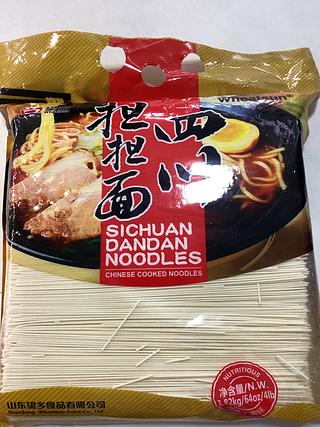 Wheatsun
四川
担担面
SICHUAN
DANDAN
NOODLES
CHINESE COOKED NOODLES
NUTRITIOUS
净含量/N.W.
1.82kg/64oz/4lb
山东望乡食品有限公司
Shandong Wheatsun Food Co., Ltd